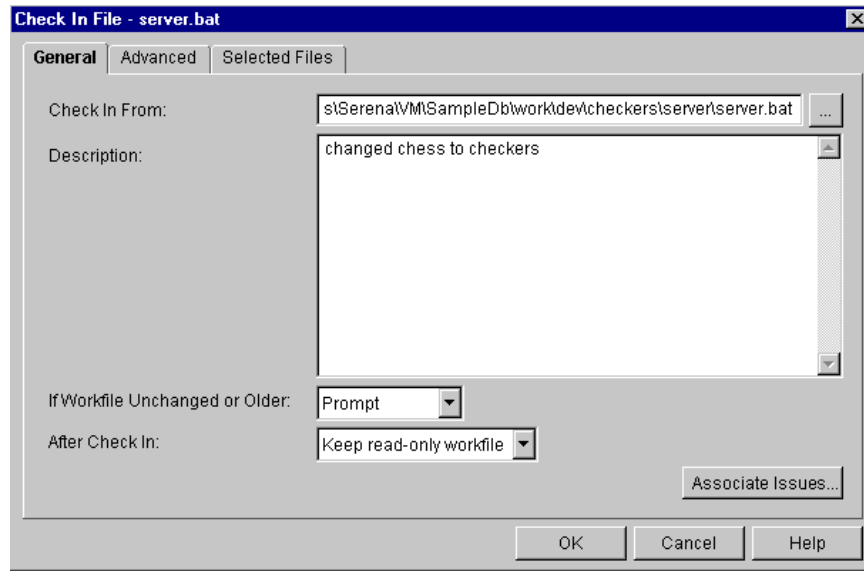 Check In File - server.bat
General Advanced Selected Files
Check In From: s\Serena\VM\SampleDb\work\dev\checkers\server\server.bat ...
Description: changed chess to checkers
If Workfile Unchanged or Older: Prompt
After Check In: Keep read-only workfile
Associate Issues...
OK Cancel Help